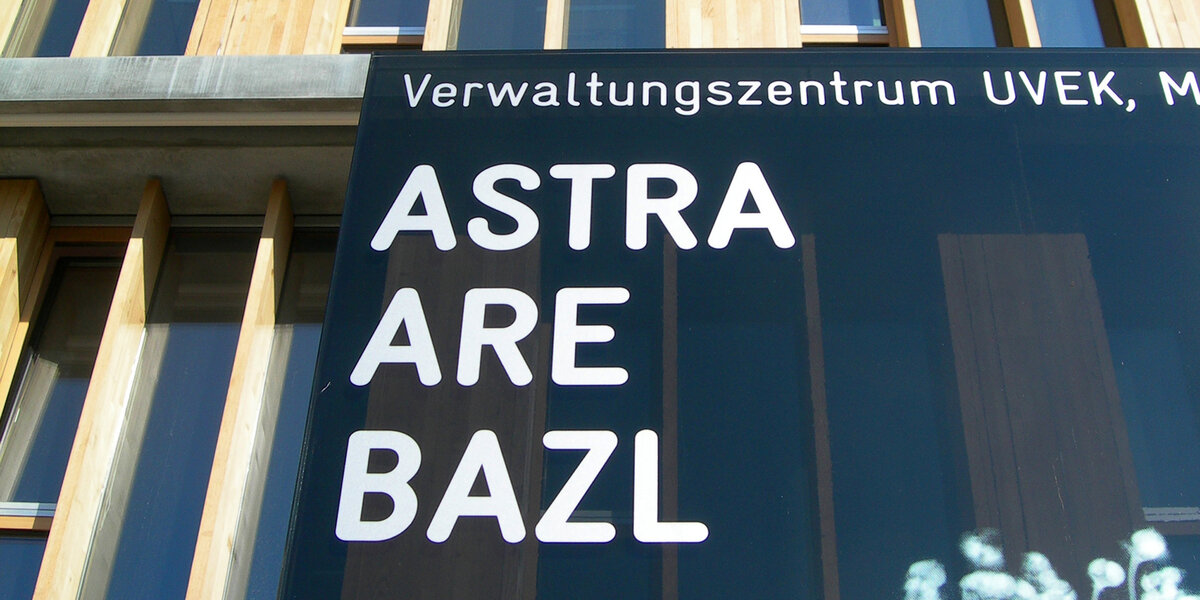 Verwaltungszentrum UVEK,
ASTRA
ARE
BAZL